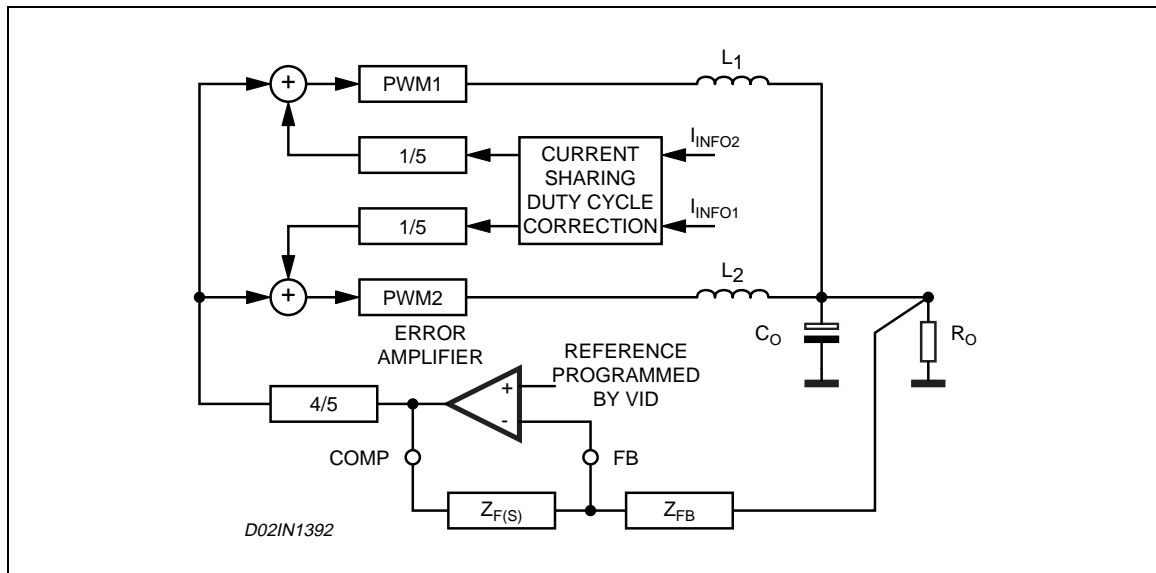 L1
+
PWM1
IINFO2
1/5
CURRENT
SHARING
DUTY CYCLE
CORRECTION
IINFO1
1/5
L2
+
PWM2
ERROR
AMPLIFIER
REFERENCE
PROGRAMMED
BY VID
CO
RO
4/5
+
-
COMP
FB
ZF(S)
ZFB
D02IN1392